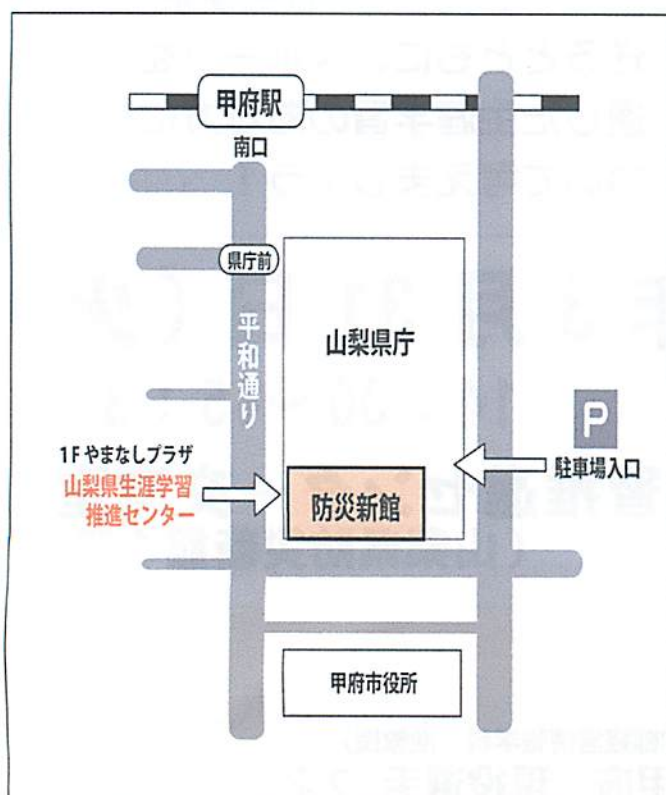 甲府駅
南口
県庁前
平和通り
山梨県庁
P
駐車場入口
1F やまなしプラザ
山梨県生涯学習
推進センター
防災新館
甲府市役所